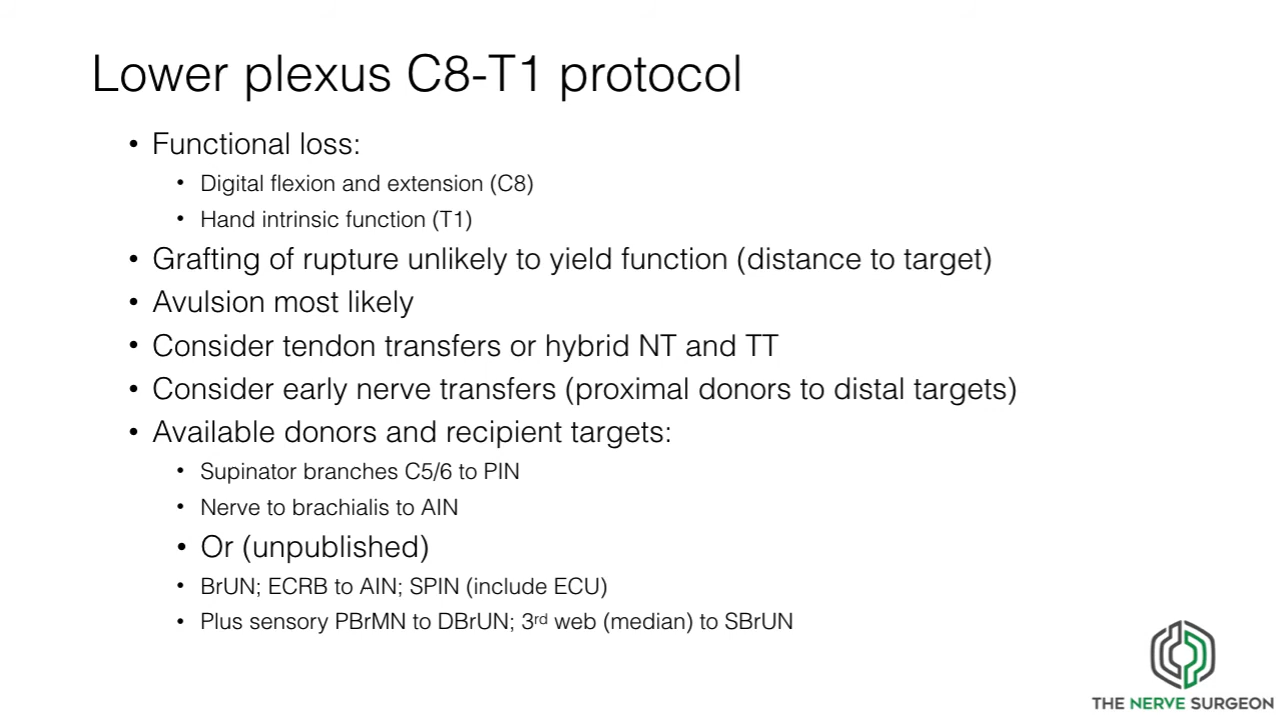 Lower plexus C8-T1 protocol
• Functional loss:
• Digital flexion and extension (C8)
• Hand intrinsic function (T1)
• Grafting of rupture unlikely to yield function (distance to target)
• Avulsion most likely
• Consider tendon transfers or hybrid NT and TT
• Consider early nerve transfers (proximal donors to distal targets)
• Available donors and recipient targets:
• Supinator branches C5/6 to PIN
• Nerve to brachialis to AIN
• Or (unpublished)
• BrUN; ECRB to AIN; SPIN (include ECU)
• Plus sensory PBrMN to DBrUN; 3rd web (median) to SBrUN
THE NERVE SURGEON